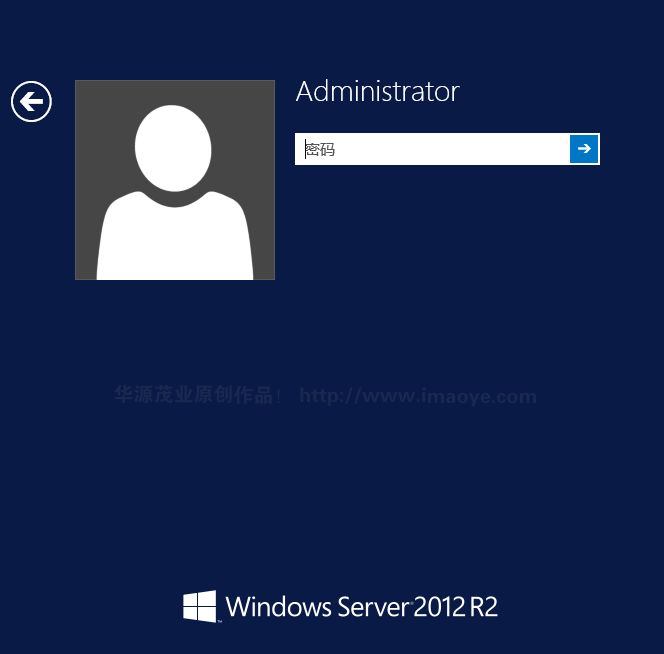 Administrator
密码
华源茂业原创作品! http://www.imaoye.com
Windows Server 2012 R2